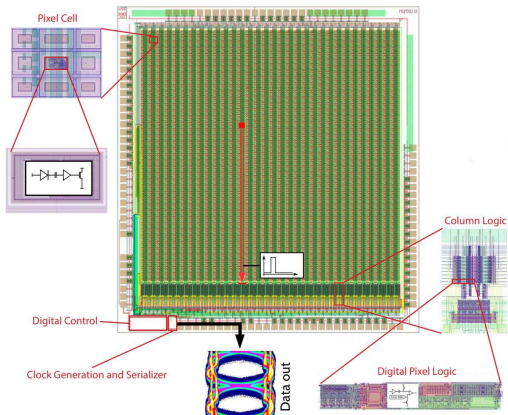 Pixel Cell
Column Logic
Digital Control
Clock Generation and Serializer
Data out
Digital Pixel Logic